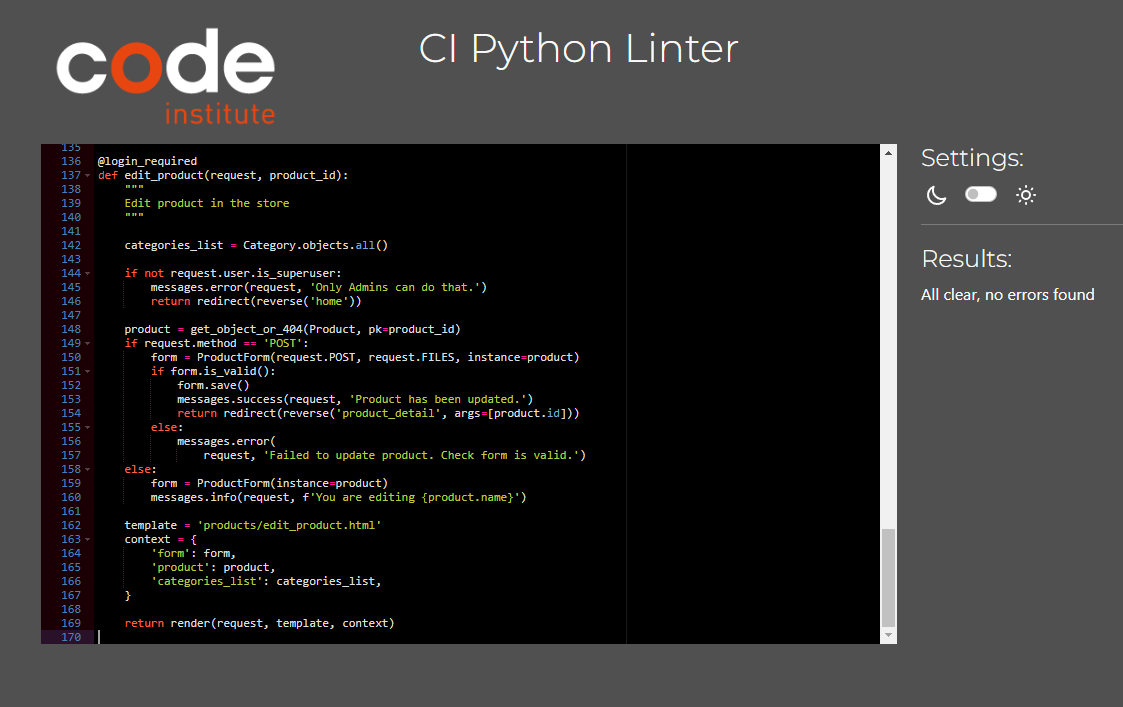 code
institute
CI Python Linter
135
136 @login_required
137 def edit_product(request, product_id):
138     """
139     Edit product in the store
140     """
141
142     categories_list = Category.objects.all()
143
144     if not request.user.is_superuser:
145         messages.error(request, 'Only Admins can do that.')
146         return redirect(reverse('home'))
147
148     product = get_object_or_404(Product, pk=product_id)
149     if request.method == 'POST':
150         form = ProductForm(request.POST, request.FILES, instance=product)
151         if form.is_valid():
152             form.save()
153             messages.success(request, 'Product has been updated.')
154             return redirect(reverse('product_detail', args=[product.id]))
155         else:
156             messages.error(
157                 request, 'Failed to update product. Check form is valid.')
158     else:
159         form = ProductForm(instance=product)
160         messages.info(request, f'You are editing {product.name}')
161
162     template = 'products/edit_product.html'
163     context = {
164         'form': form,
165         'product': product,
166         'categories_list': categories_list,
167     }
168
169     return render(request, template, context)
170
Settings:
Results:
All clear, no errors found